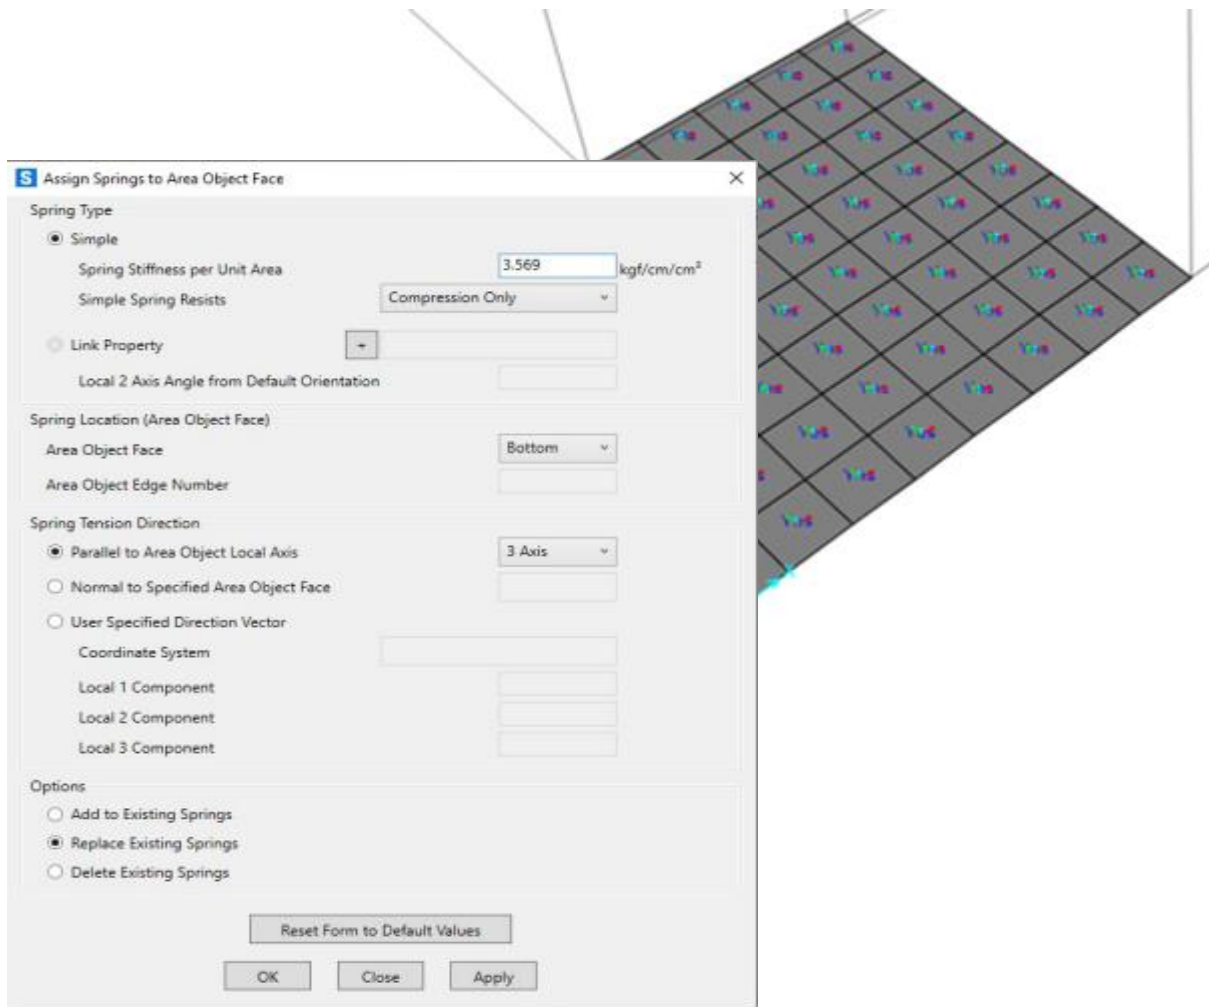 S Assign Springs to Area Object Face
Spring Type
Simple
Spring Stiffness per Unit Area 3.569 kgf/cm/cm²
Simple Spring Resists Compression Only
Link Property +
Local 2 Axis Angle from Default Orientation
Spring Location (Area Object Face)
Area Object Face Bottom
Area Object Edge Number
Spring Tension Direction
Parallel to Area Object Local Axis 3 Axis
Normal to Specified Area Object Face
User Specified Direction Vector
Coordinate System
Local 1 Component
Local 2 Component
Local 3 Component
Options
Add to Existing Springs
Replace Existing Springs
Delete Existing Springs
Reset Form to Default Values
OK Close Apply